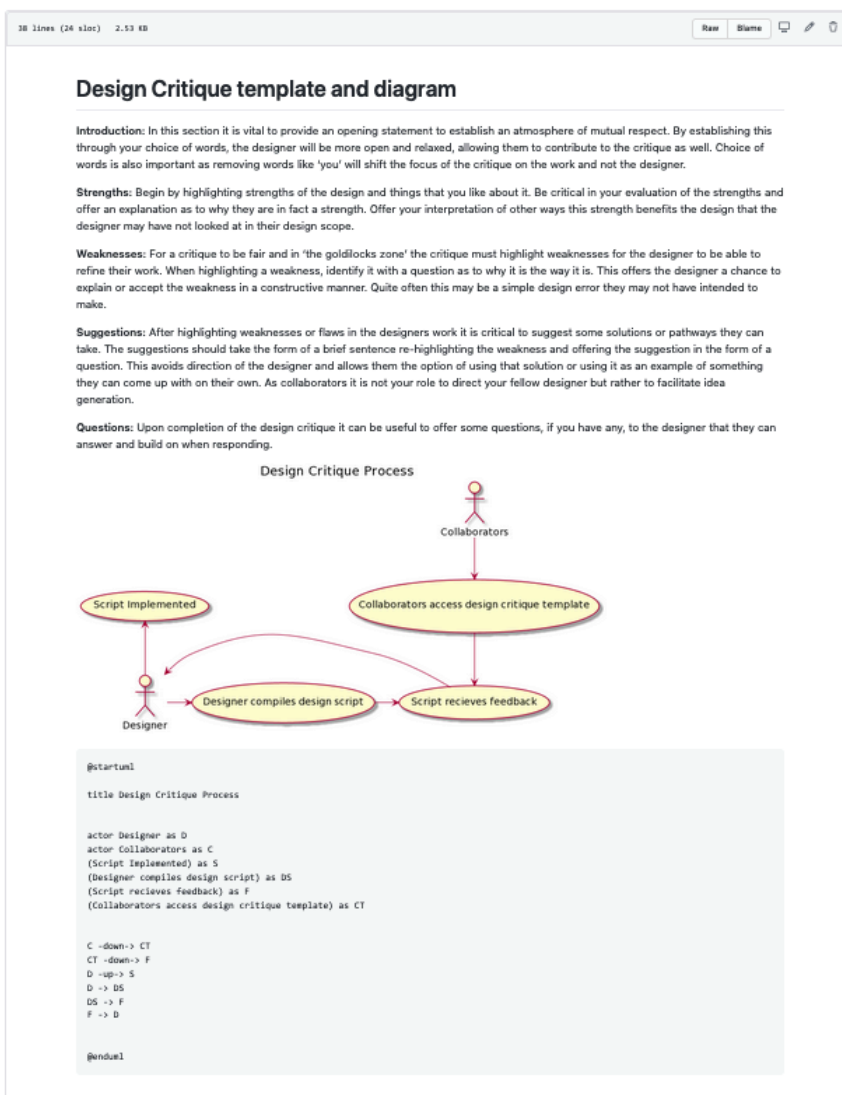 38 lines (26 sloc) 2.53 KB
Raw Blame
Design Critique template and diagram
Introduction: In this section it is vital to provide an opening statement to establish an atmosphere of mutual respect. By establishing this
through your choice of words, the designer will be more open and relaxed, allowing them to contribute to the critique as well. Choice of
words is also important as removing words like 'you' will shift the focus of the critique on the work and not the designer.
Strengths: Begin by highlighting strengths of the design and things that you like about it. Be critical in your evaluation of the strengths and
offer an explanation as to why they are in fact a strength. Offer your interpretation of other ways this strength benefits the design that the
designer may have not looked at in their design scope.
Weaknesses: For a critique to be fair and in 'the goldilocks zone' the critique must highlight weaknesses for the designer to be able to
refine their work. When highlighting a weakness, identify it with a question as to why it is the way it is. This offers the designer a chance to
explain or accept the weakness in a constructive manner. Quite often this may be a simple design error they may not have intended to
make.
Suggestions: After highlighting weaknesses or flaws in the designers work it is critical to suggest some solutions or pathways they can
take. The suggestions should take the form of a brief sentence re-highlighting the weakness and offering the suggestion in the form of a
question. This avoids direction of the designer and allows them the option of using that solution or using it as an example of something
they can come up with on their own. As collaborators it is not your role to direct your fellow designer but rather to facilitate idea
generation.
Questions: Upon completion of the design critique it can be useful to offer some questions, if you have any, to the designer that they can
answer and build on when responding.
Design Critique Process
Collaborators
Script Implemented
Collaborators access design critique template
Designer compiles design script
Script recieves feedback
Designer
@startuml
title Design Critique Process
actor Designer as D
actor Collaborators as C
(Script Implemented) as S
(Designer compiles design script) as DS
(Script recieves feedback) as F
(Collaborators access design critique template) as CT
C -down-> CT
CT -down-> F
D -up-> S
D -> DS
DS -> F
F -> D
@enduml